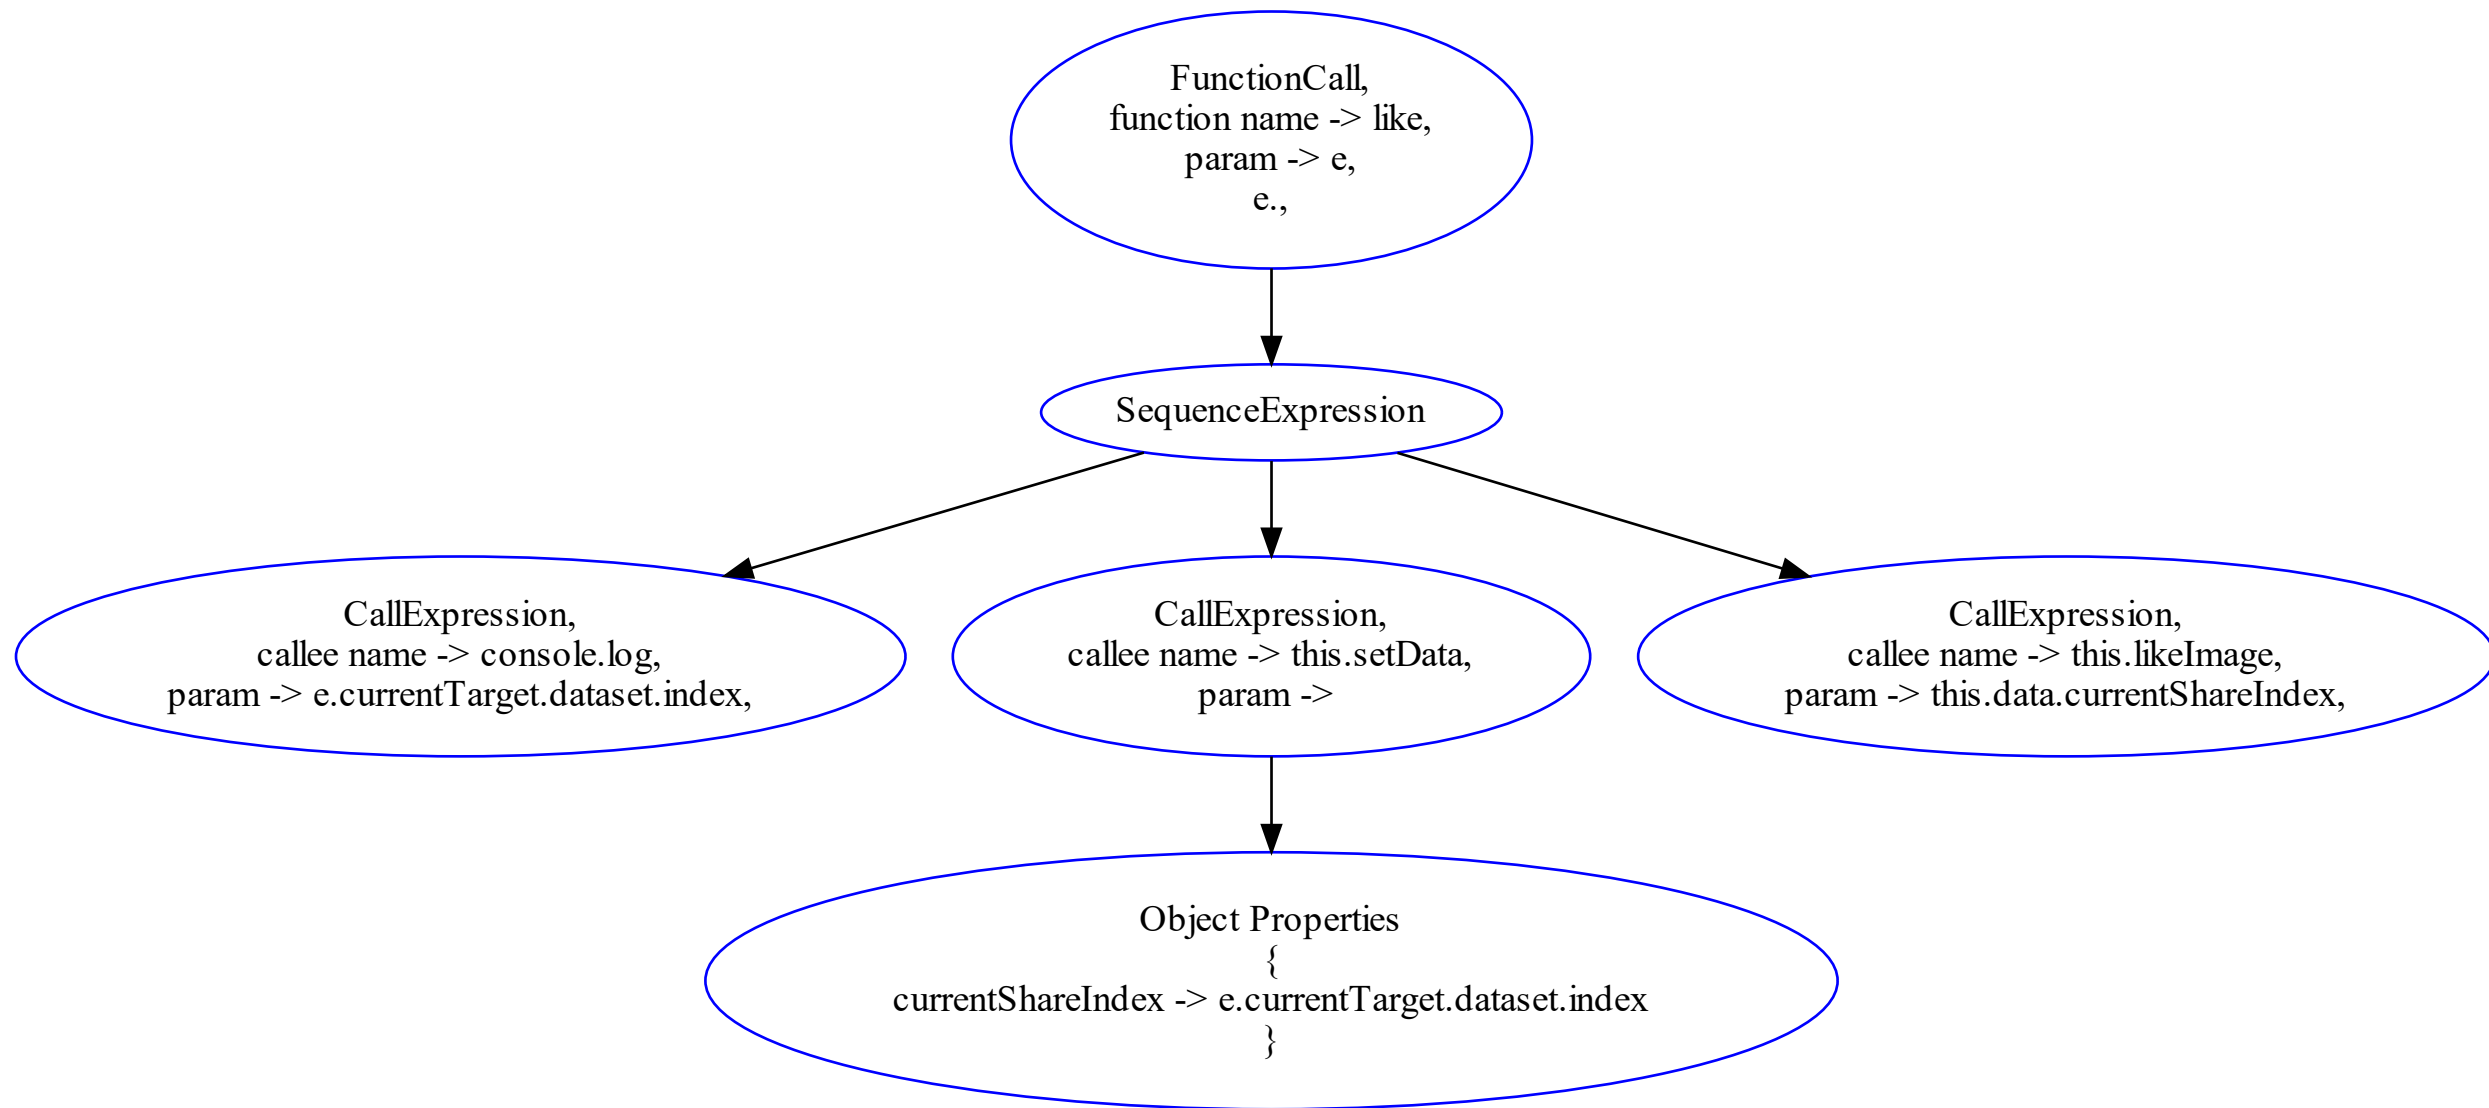 FunctionCall,
function name -> like,
param -> e,
e.,
SequenceExpression
CallExpression,
callee name -> console.log,
param -> e.currentTarget.dataset.index,
CallExpression,
callee name -> this.setData,
param ->
CallExpression,
callee name -> this.likeImage,
param -> this.data.currentShareIndex,
Object Properties
{
currentShareIndex -> e.currentTarget.dataset.index
}